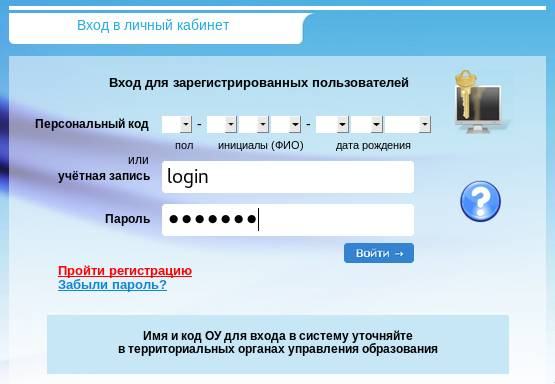 Вход в личный кабинет
Вход для зарегистрированных пользователей
Персональный код - -
пол инициалы (ФИО) дата рождения
или
учётная запись login
Пароль ●●●●●●●
Войти →
Пройти регистрацию
Забыли пароль?
?
Имя и код ОУ для входа в систему уточняйте
в территориальных органах управления образования